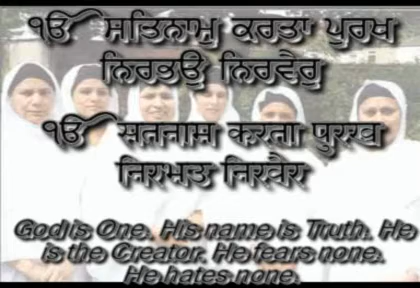 ੴ ਸਤਿਨਾਮੁ ਕਰਤਾ ਪੁਰਖ
ਨਿਰਭਉ ਨਿਰਵੈਰੁ
ੴ सतनाम करता पुरख
निरभउ निरवैर
God is One. His name is Truth. He
is the Creator. He fears none.
He hates none.